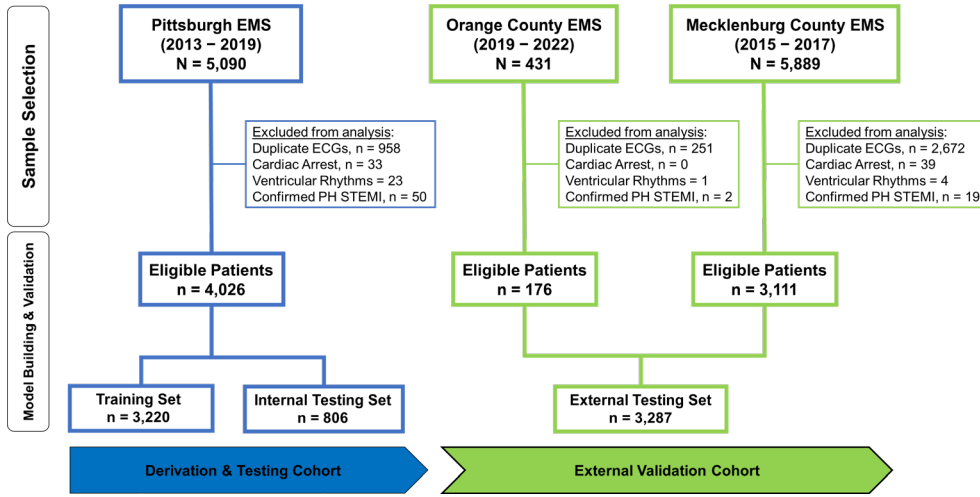 Sample Selection
Pittsburgh EMS
(2013 – 2019)
N = 5,090
Orange County EMS
(2019 – 2022)
N = 431
Mecklenburg County EMS
(2015 – 2017)
N = 5,889
Excluded from analysis:
Duplicate ECGs, n = 958
Cardiac Arrest, n = 33
Ventricular Rhythms = 23
Confirmed PH STEMI, n = 50
Excluded from analysis:
Duplicate ECGs, n = 251
Cardiac Arrest, n = 0
Ventricular Rhythms = 1
Confirmed PH STEMI, n = 2
Excluded from analysis:
Duplicate ECGs, n = 2,672
Cardiac Arrest, n = 39
Ventricular Rhythms = 4
Confirmed PH STEMI, n = 19
Model Building & Validation
Eligible Patients
n = 4,026
Eligible Patients
n = 176
Eligible Patients
n = 3,111
Training Set
n = 3,220
Internal Testing Set
n = 806
External Testing Set
n = 3,287
Derivation & Testing Cohort
External Validation Cohort